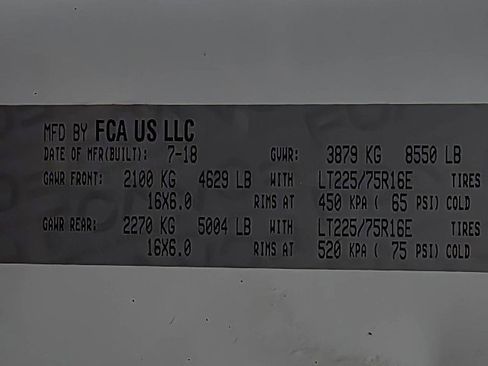 MFD BY FCA US LLC
DATE OF MFR(BUILT): 7-18 GVWR: 3879 KG 8550 LB
GAWR FRONT: 2100 KG 4629 LB WITH LT225/75R16E TIRES
16X6.0 RIMS AT 450 KPA ( 65 PSI) COLD
GAWR REAR: 2270 KG 5004 LB WITH LT225/75R16E TIRES
16X6.0 RIMS AT 520 KPA ( 75 PSI) COLD